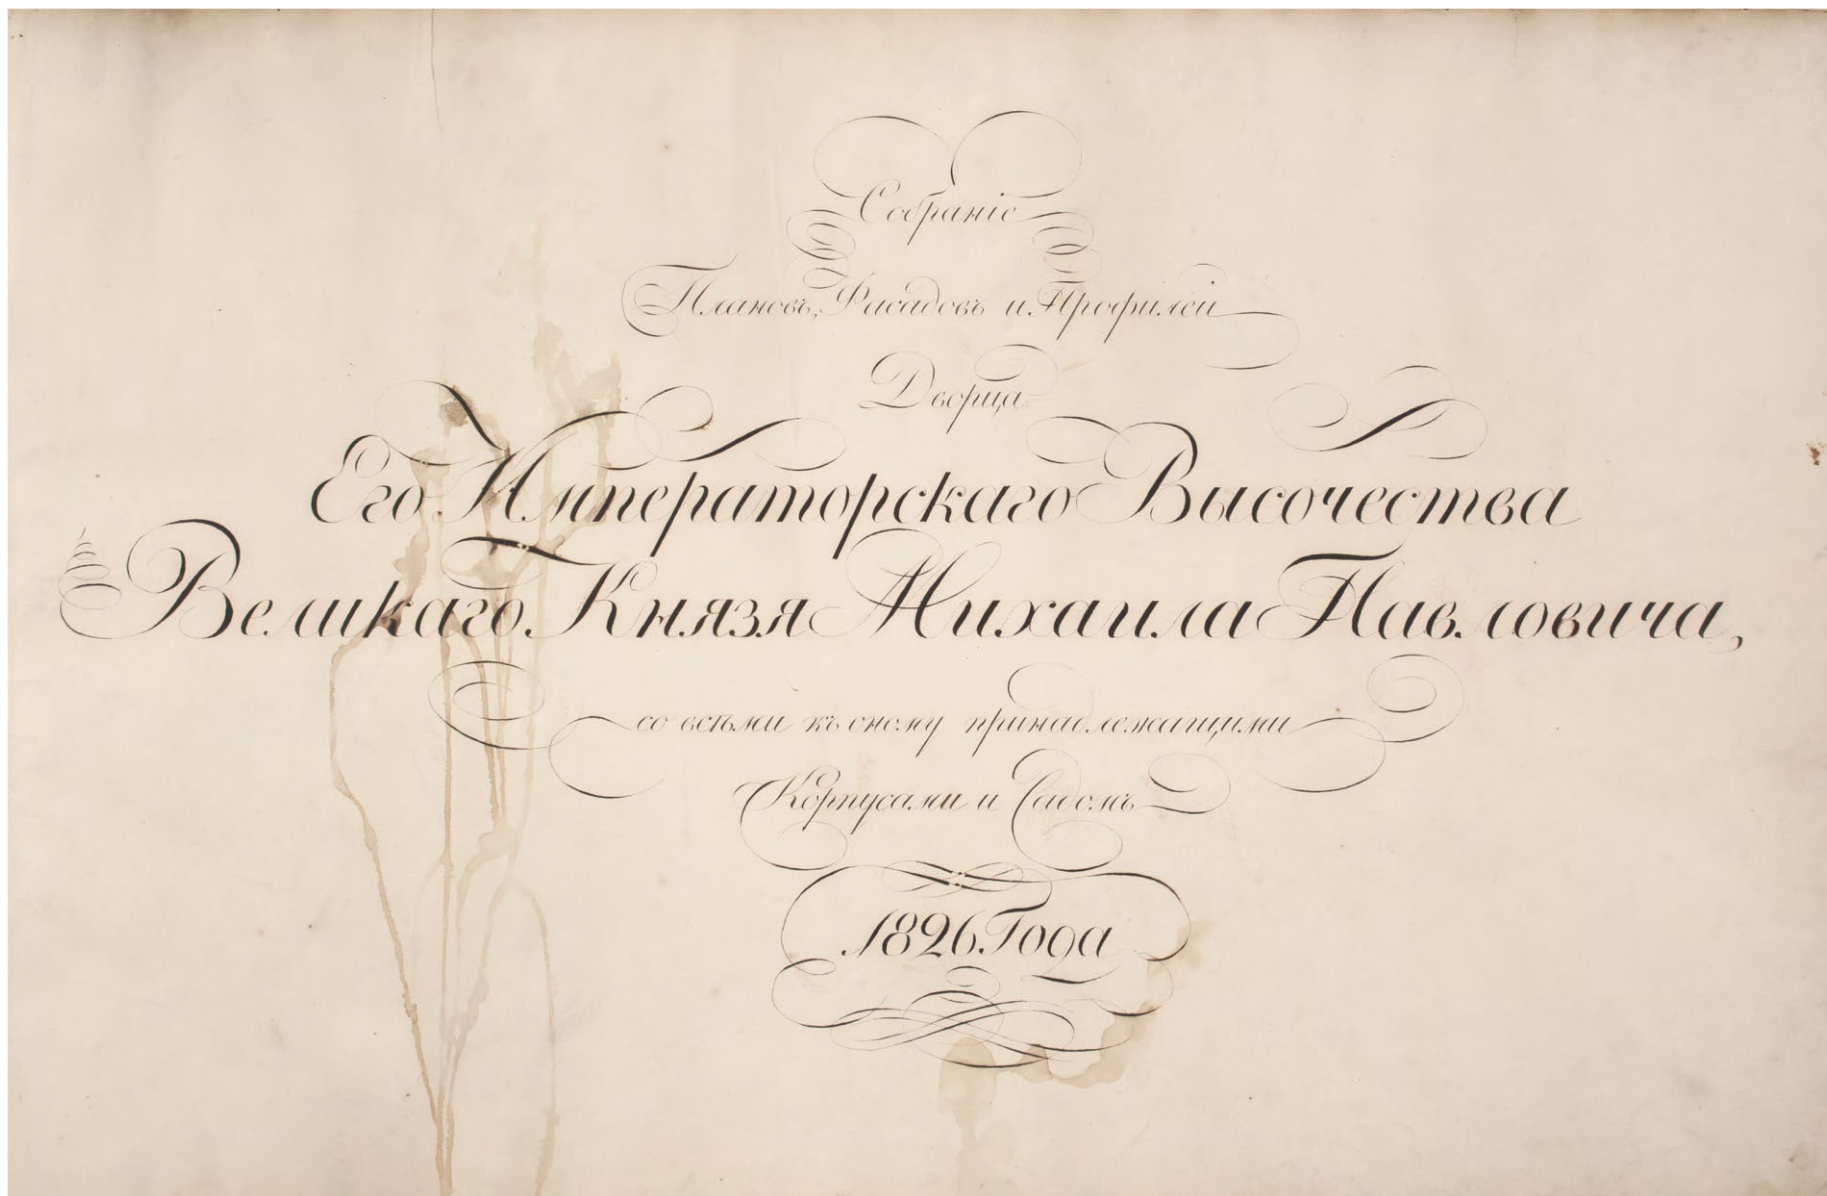 Собраніе
Плановъ, Фасадовъ и Профилей
Дворца
Его Императорскаго Высочества
Великаго Князя Михаила Павловича,
со всѣми къ оному принадлежащими
Корпусами и Садомъ
1826 Года